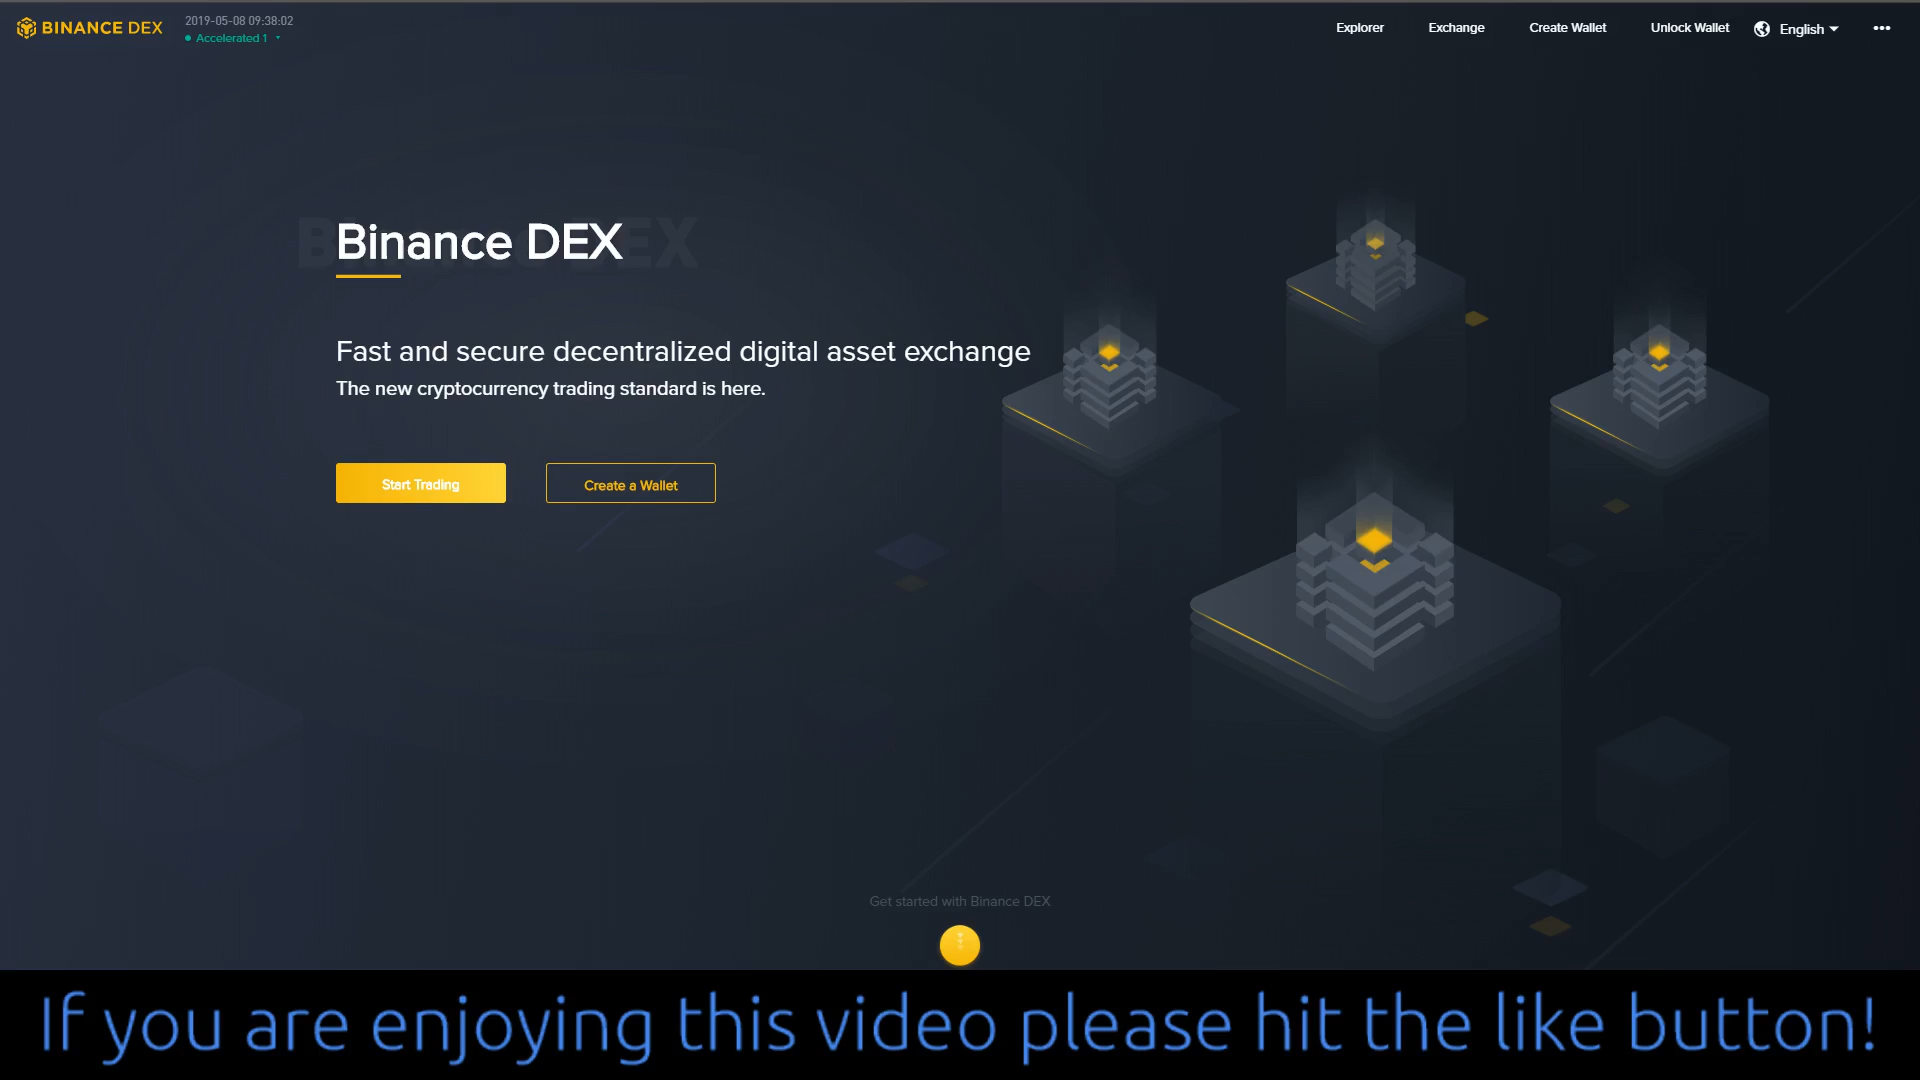 BINANCE DEX
2019-05-08 09:38:02
Accelerated 1
Explorer
Exchange
Create Wallet
Unlock Wallet
English
Binance DEX
Fast and secure decentralized digital asset exchange
The new cryptocurrency trading standard is here.
Start Trading
Create a Wallet
Get started with Binance DEX
If you are enjoying this video please hit the like button!